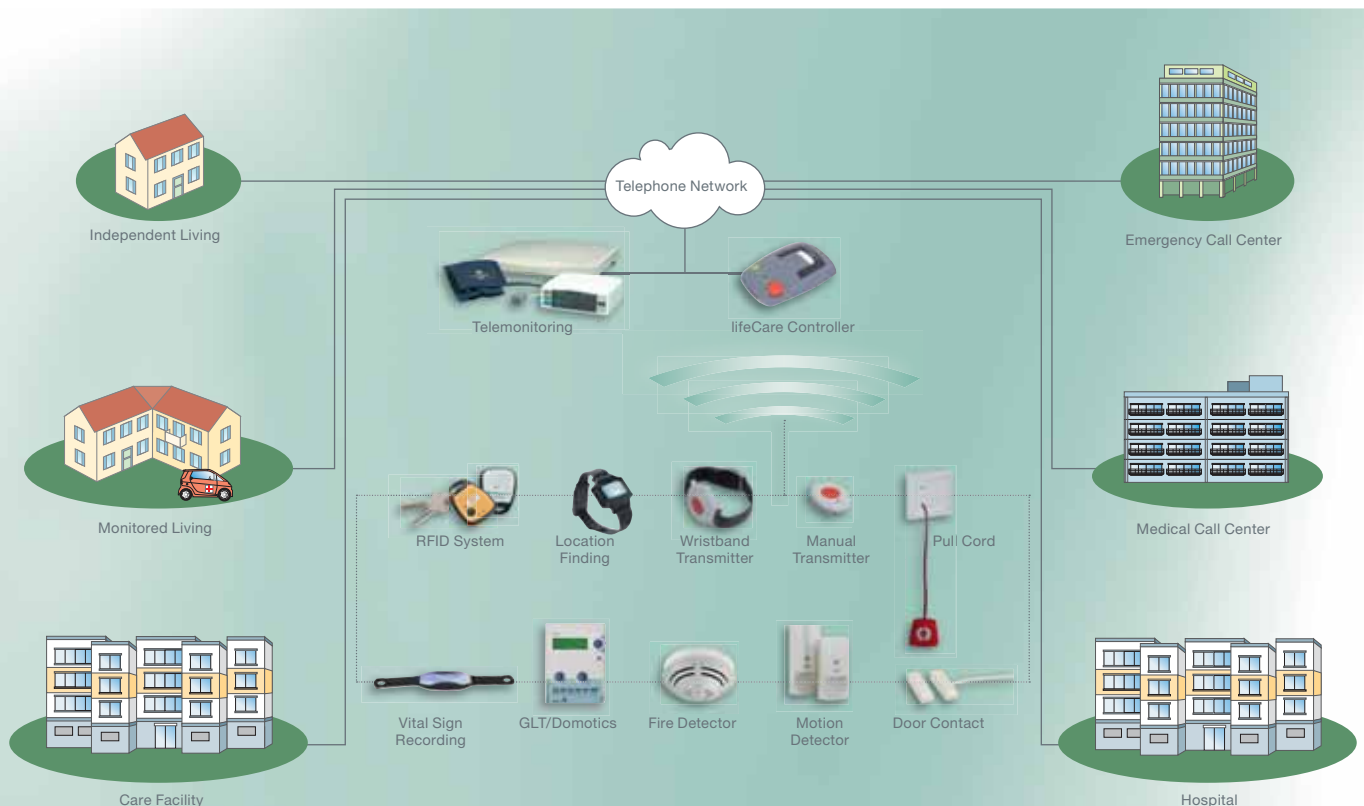 Telephone Network
Independent Living
Emergency Call Center
Telemonitoring
lifeCare Controller
Monitored Living
Medical Call Center
RFID System
Location
Finding
Wristband
Transmitter
Manual
Transmitter
Pull Cord
Vital Sign
Recording
GLT/Domotics
Fire Detector
Motion
Detector
Door Contact
Care Facility
Hospital